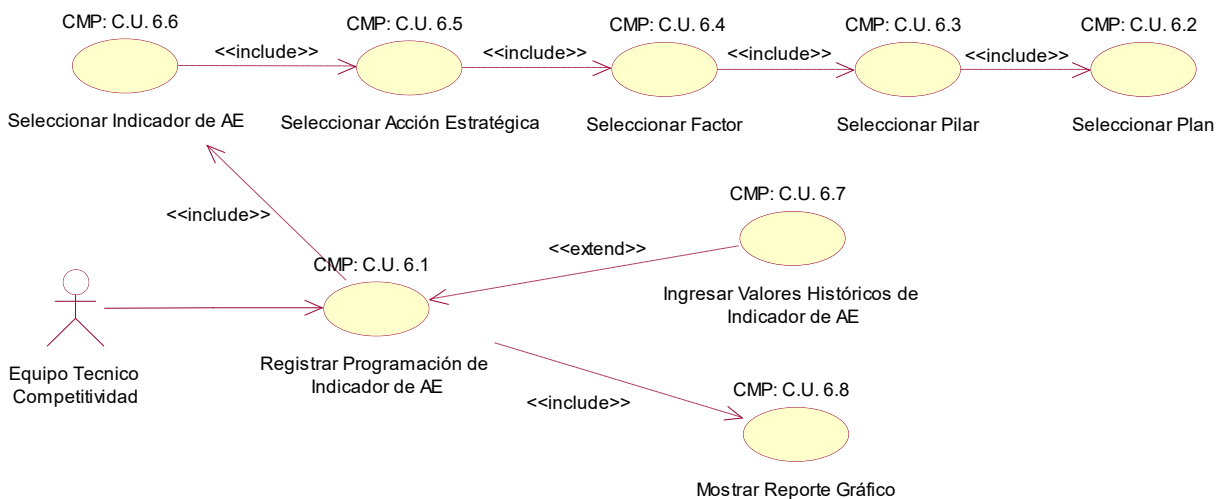 CMP: C.U. 6.6
CMP: C.U. 6.5
CMP: C.U. 6.4
CMP: C.U. 6.3
CMP: C.U. 6.2
<<include>>
<<include>>
<<include>>
<<include>>
Seleccionar Indicador de AE
Seleccionar Acción Estratégica
Seleccionar Factor
Seleccionar Pilar
Seleccionar Plan
CMP: C.U. 6.7
<<include>>
<<extend>>
CMP: C.U. 6.1
Ingresar Valores Históricos de
Indicador de AE
Equipo Tecnico
Competitividad
Registrar Programación de
Indicador de AE
CMP: C.U. 6.8
<<include>>
Mostrar Reporte Gráfico